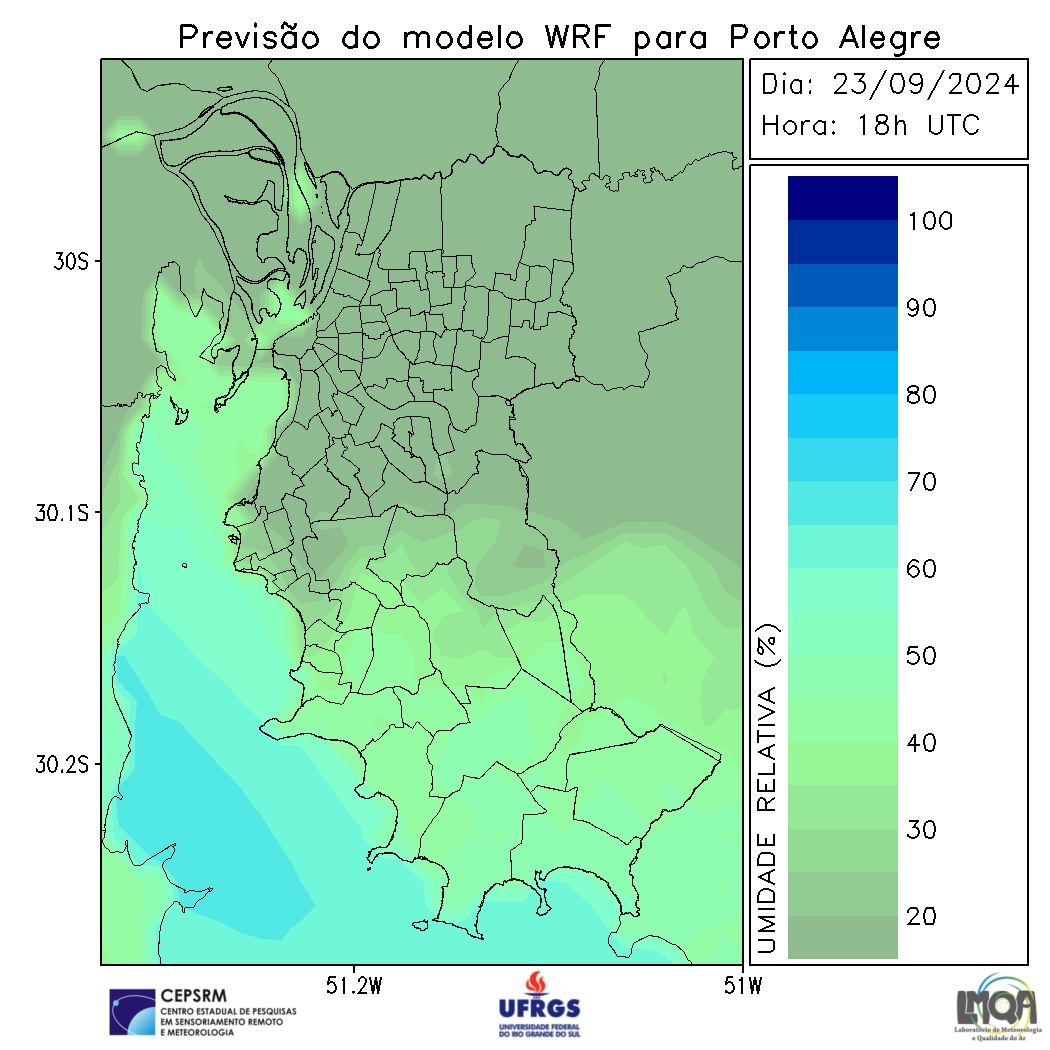 Previsão do modelo WRF para Porto Alegre
Dia: 23/09/2024
Hora: 18h UTC
100
90
80
70
60
50
40
30
20
UMIDADE RELATIVA (%)
30S
30.1S
30.2S
51.2W
51W
CEPSRM
CENTRO ESTADUAL DE PESQUISAS
EM SENSORIAMENTO REMOTO
E METEOROLOGIA
UFRGS
UNIVERSIDADE FEDERAL
DO RIO GRANDE DO SUL
LMQA
Laboratório de Meteorologia
e Qualidade do Ar